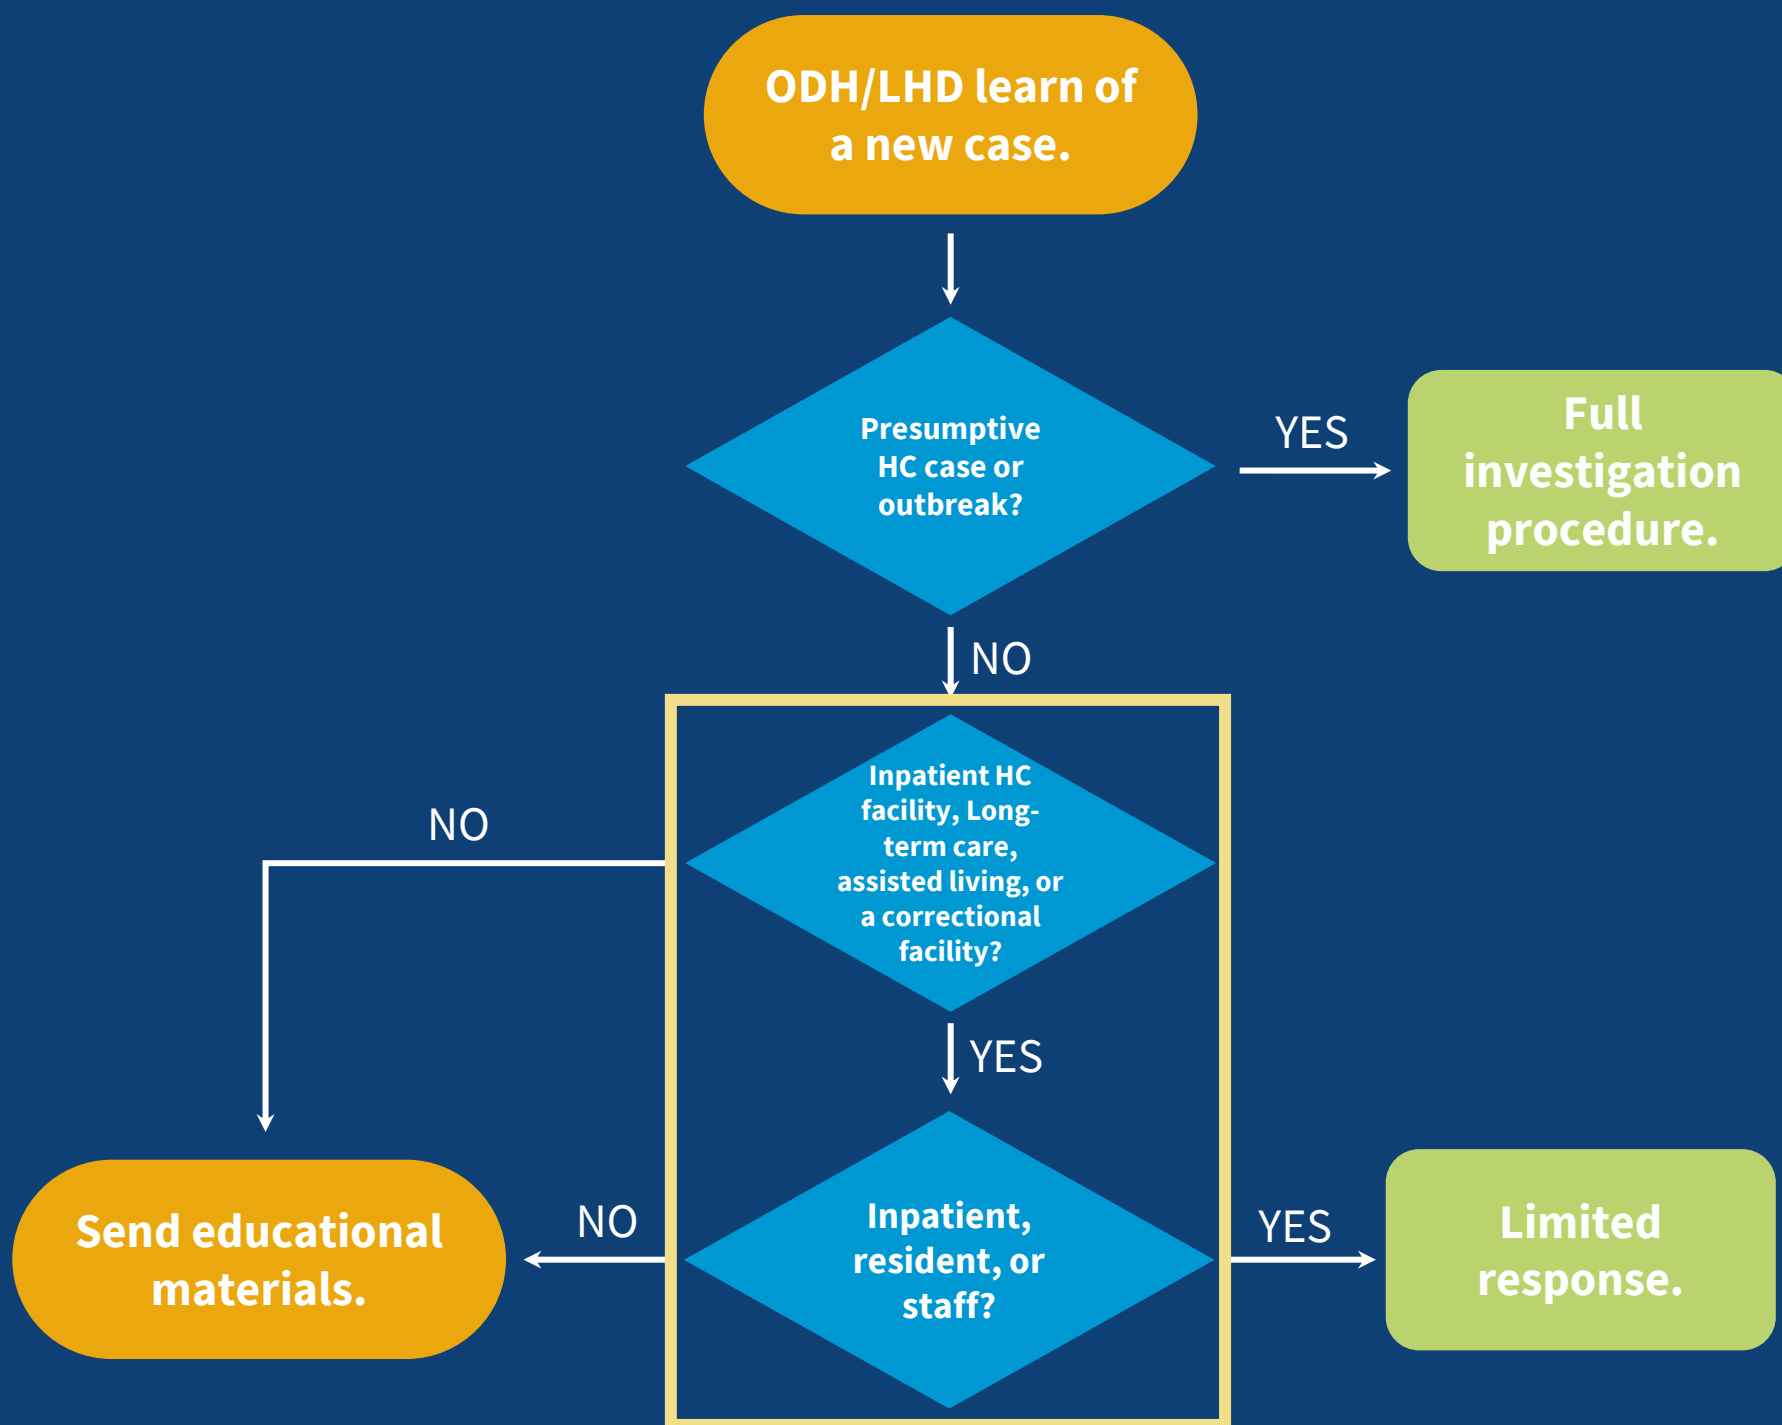 ODH/LHD learn of
a new case.
Presumptive
HC case or
outbreak?
YES
Full
investigation
procedure.
NO
Inpatient HC
facility, Long-
term care,
assisted living, or
a correctional
facility?
NO
YES
Send educational
materials.
NO
Inpatient,
resident, or
staff?
YES
Limited
response.